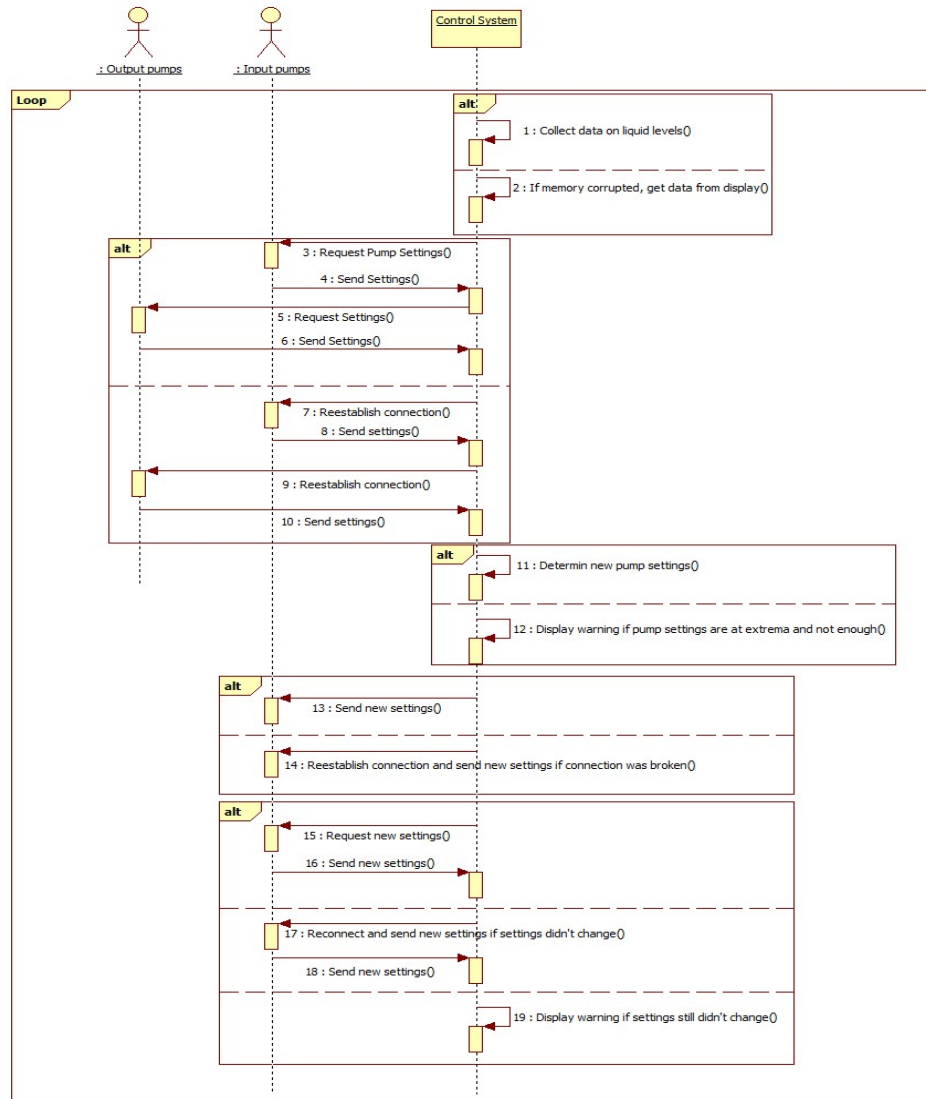 Control System
: Output pumps
: Input pumps
Loop
alt
1 : Collect data on liquid levels()
2 : If memory corrupted, get data from display()
alt
3 : Request Pump Settings()
4 : Send Settings()
5 : Request Settings()
6 : Send Settings()
7 : Reestablish connection()
8 : Send settings()
9 : Reestablish connection()
10 : Send settings()
alt
11 : Determin new pump settings()
12 : Display warning if pump settings are at extrema and not enough()
alt
13 : Send new settings()
14 : Reestablish connection and send new settings if connection was broken()
alt
15 : Request new settings()
16 : Send new settings()
17 : Reconnect and send new settings if settings didn't change()
18 : Send new settings()
19 : Display warning if settings still didn't change()